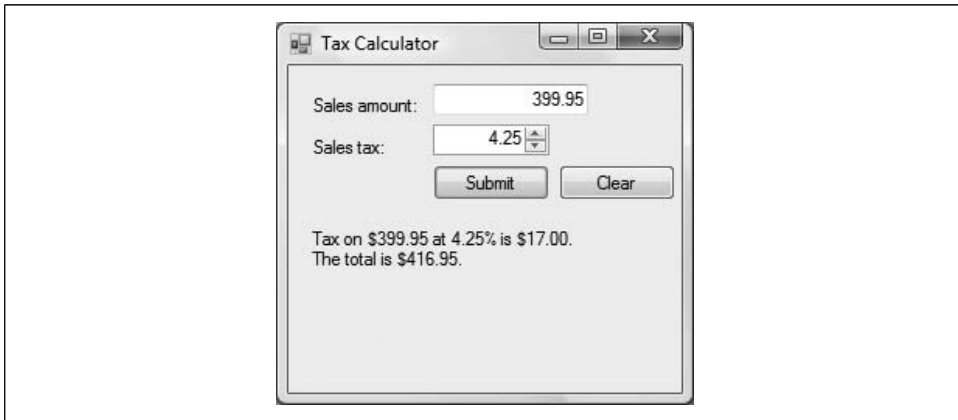 Tax Calculator
Sales amount: 399.95
Sales tax: 4.25
Submit Clear
Tax on $399.95 at 4.25% is $17.00.
The total is $416.95.